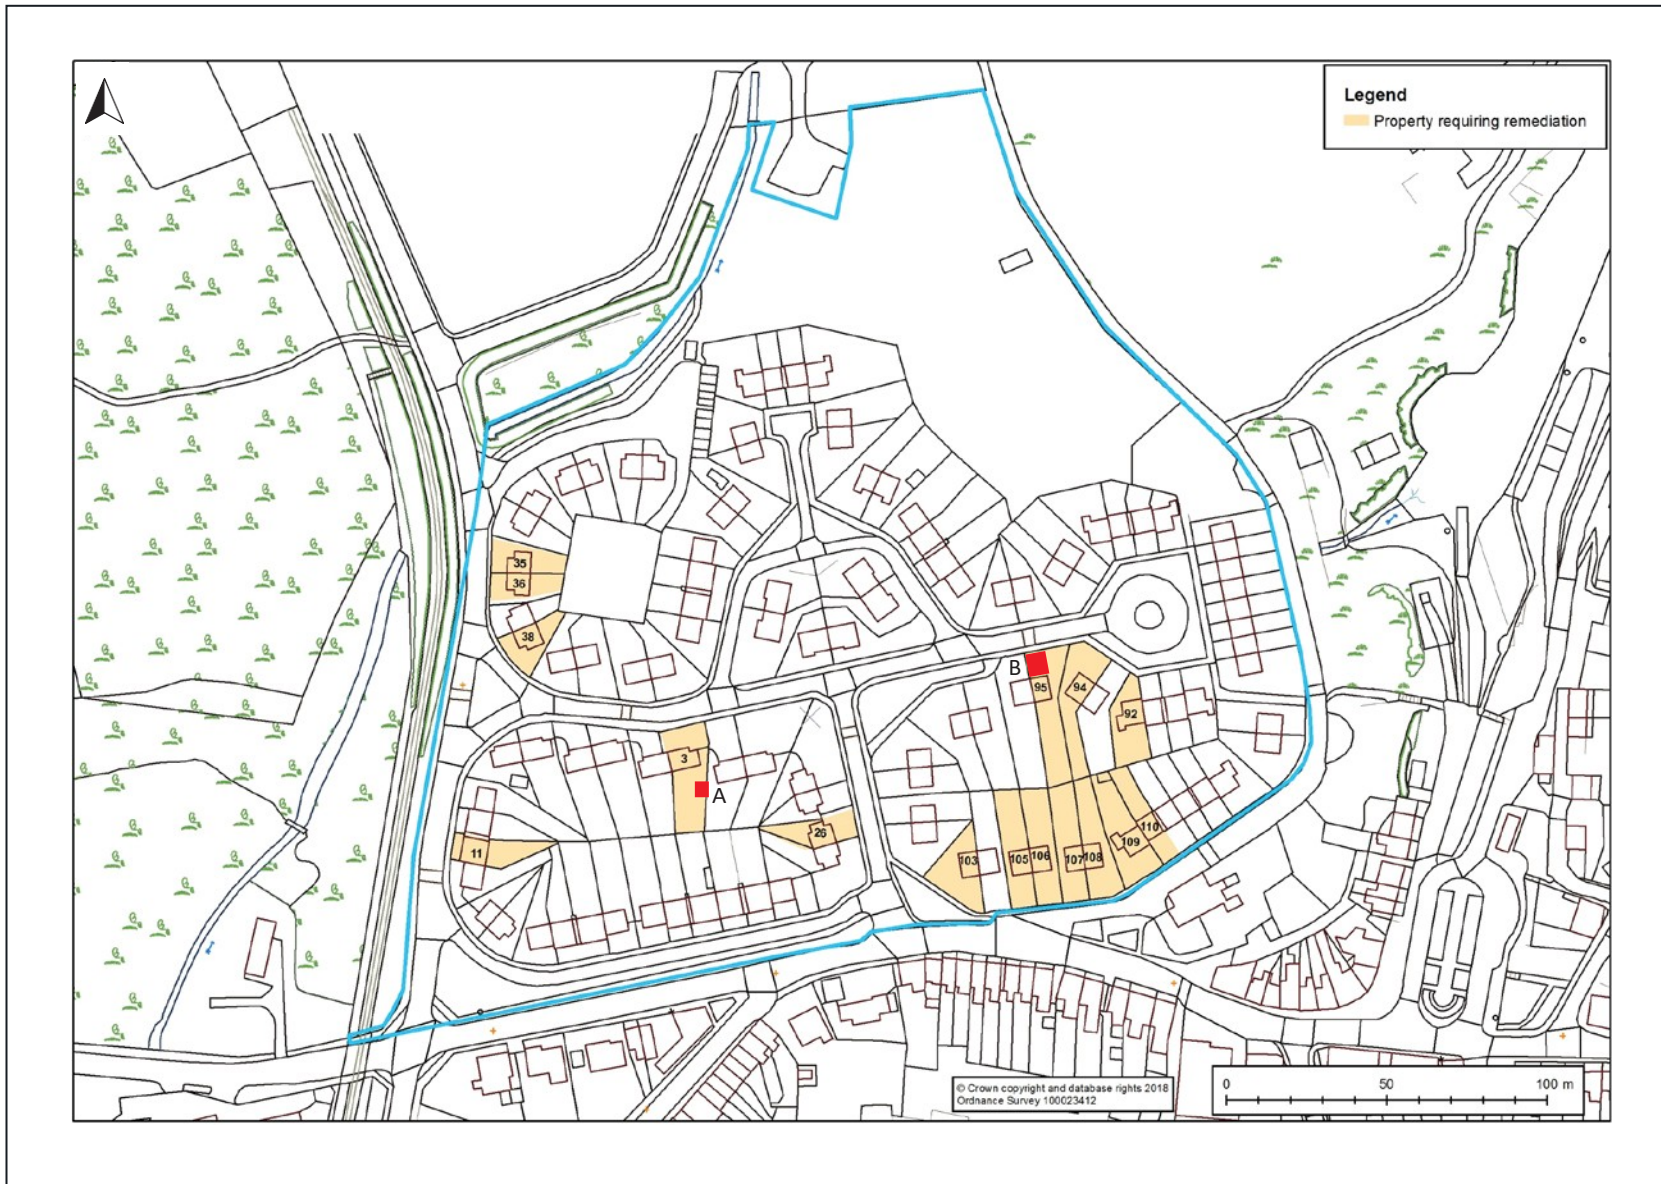 Legend
Property requiring remediation
35
36
38
B
95
94
92
3
A
26
11
103
105 106
107 108
109
110
© Crown copyright and database rights 2018
Ordnance Survey 100023412
0 50 100 m